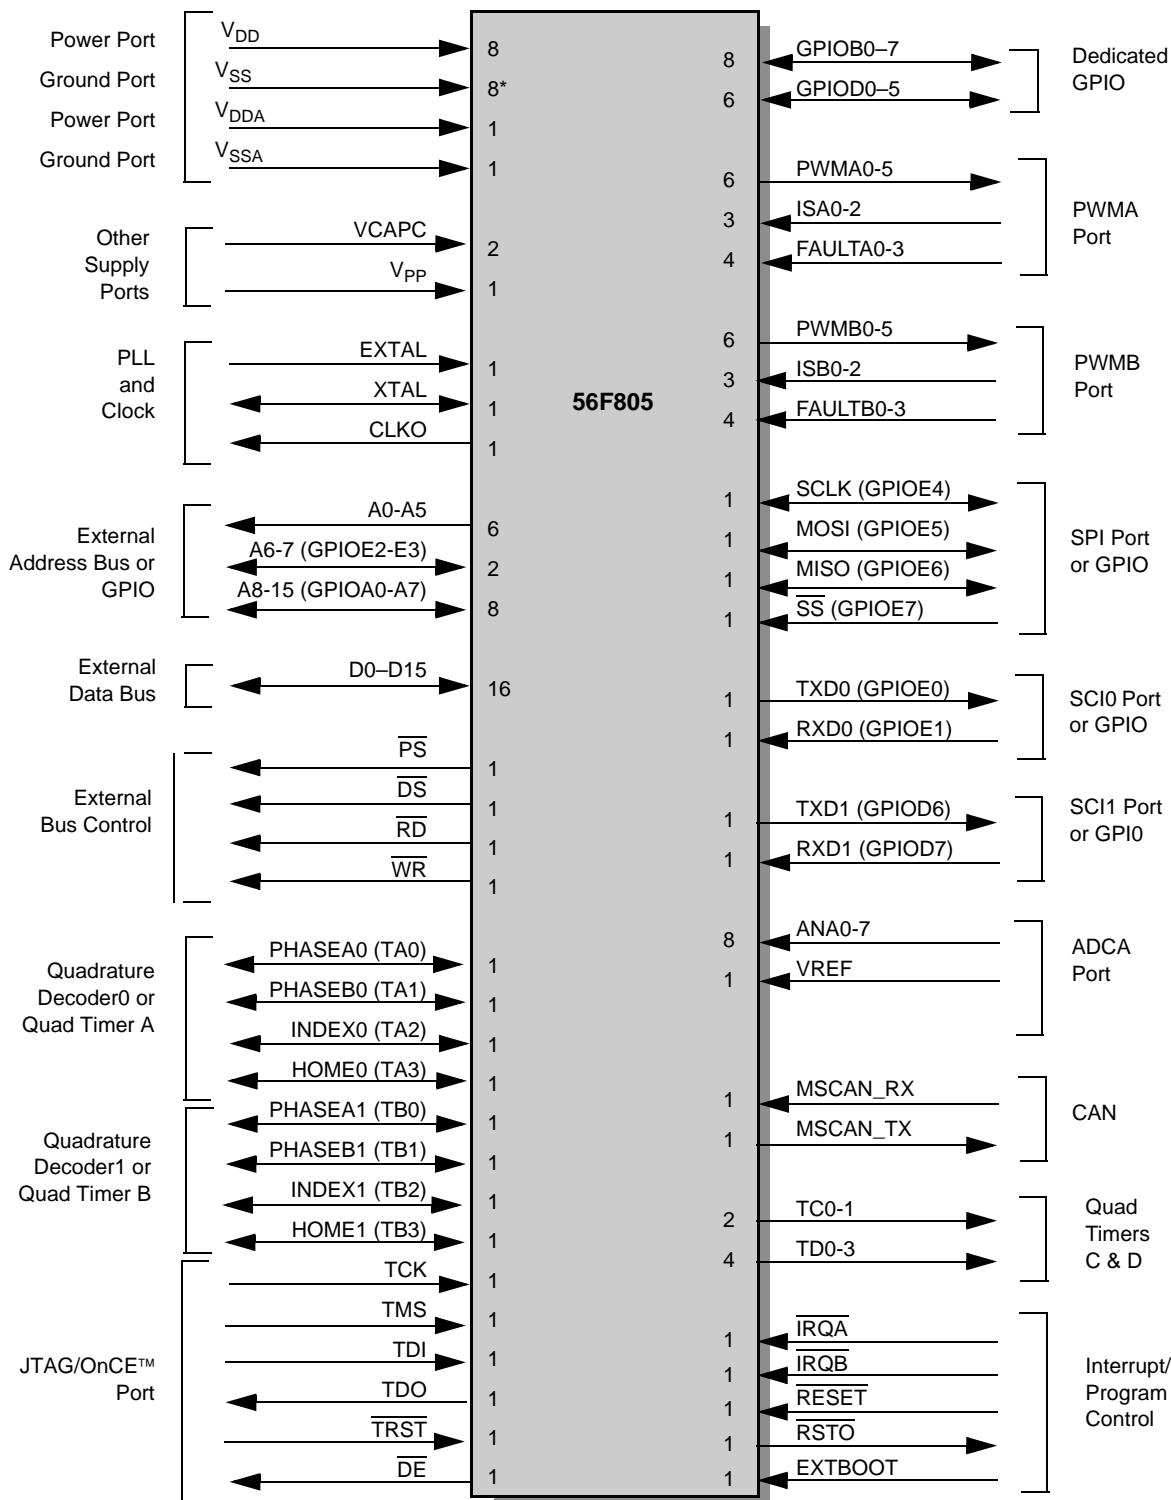 Power Port
Ground Port
Power Port
Ground Port
VDD
8
VSS
8*
VDDA
1
VSSA
1
Other
Supply
Ports
VCAPC
2
VPP
1
PLL
and
Clock
EXTAL
1
XTAL
1
CLKO
1
External
Address Bus or
GPIO
A0-A5
6
A6-7 (GPIOE2-E3)
2
A8-15 (GPIOA0-A7)
8
External
Data Bus
D0–D15
16
External
Bus Control
PS
1
DS
1
RD
1
WR
1
Quadrature
Decoder0 or
Quad Timer A
PHASEA0 (TA0)
1
PHASEB0 (TA1)
1
INDEX0 (TA2)
1
HOME0 (TA3)
1
Quadrature
Decoder1 or
Quad Timer B
PHASEA1 (TB0)
1
PHASEB1 (TB1)
1
INDEX1 (TB2)
1
HOME1 (TB3)
1
JTAG/OnCE™
Port
TCK
1
TMS
1
TDI
1
TDO
1
TRST
1
DE
1
56F805
8
GPIOB0–7
6
GPIOD0–5
Dedicated
GPIO
6
PWMA0-5
3
ISA0-2
4
FAULTA0-3
PWMA
Port
6
PWMB0-5
3
ISB0-2
4
FAULTB0-3
PWMB
Port
1
SCLK (GPIOE4)
1
MOSI (GPIOE5)
1
MISO (GPIOE6)
1
SS (GPIOE7)
SPI Port
or GPIO
1
TXD0 (GPIOE0)
1
RXD0 (GPIOE1)
SCI0 Port
or GPIO
1
TXD1 (GPIOD6)
1
RXD1 (GPIOD7)
SCI1 Port
or GPI0
8
ANA0-7
1
VREF
ADCA
Port
1
MSCAN_RX
1
MSCAN_TX
CAN
2
TC0-1
4
TD0-3
Quad
Timers
C & D
1
IRQA
1
IRQB
1
RESET
1
RSTO
1
EXTBOOT
Interrupt/
Program
Control